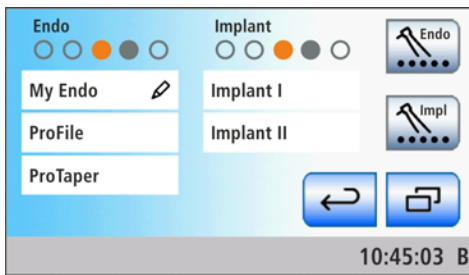 Endo
Implant
Endo
My Endo
Implant I
ProFile
Implant II
Impl
ProTaper
10:45:03 B